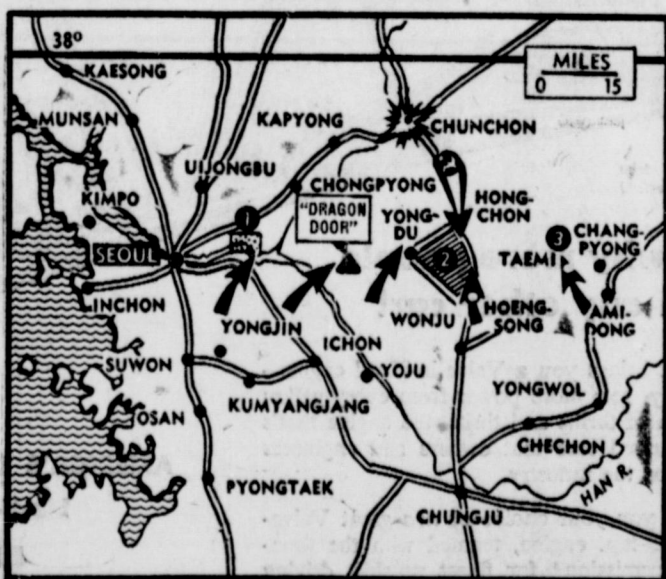 38°
KAESONG
MILES
0 15
MUNSAN
KAPYONG
CHUNCHON
UIJONGBU
CHONGPYONG
KIMPO
1
"DRAGON
DOOR"
YONG-
DU
HONG-
CHON
3
CHANG-
PYONG
SEOUL
2
TAEMI
INCHON
YONGJIN
WONJU
HOENG-
SONG
AMI-
DONG
ICHON
SUWON
YOJU
YONGWOL
KUMYANGJANG
OSAN
CHECHON
PYONGTAEK
HAN R.
CHUNGJU